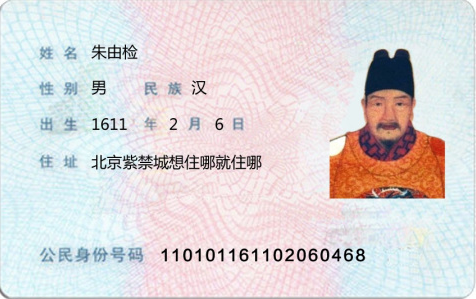 姓名 朱由检
性别 男 民族 汉
出生 1611 年 2 月 6 日
住址 北京紫禁城想住哪就住哪
公民身份号码 110101161102060468